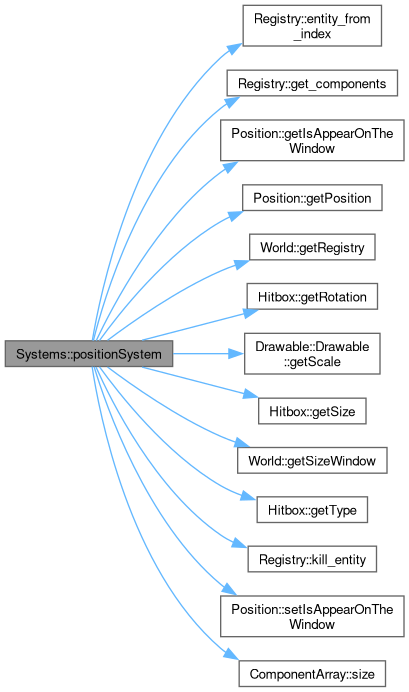 Registry::entity_from
_index
Registry::get_components
Position::getIsAppearOnThe
Window
Position::getPosition
World::getRegistry
Hitbox::getRotation
Systems::positionSystem
Drawable::Drawable
::getScale
Hitbox::getSize
World::getSizeWindow
Hitbox::getType
Registry::kill_entity
Position::setIsAppearOnThe
Window
ComponentArray::size